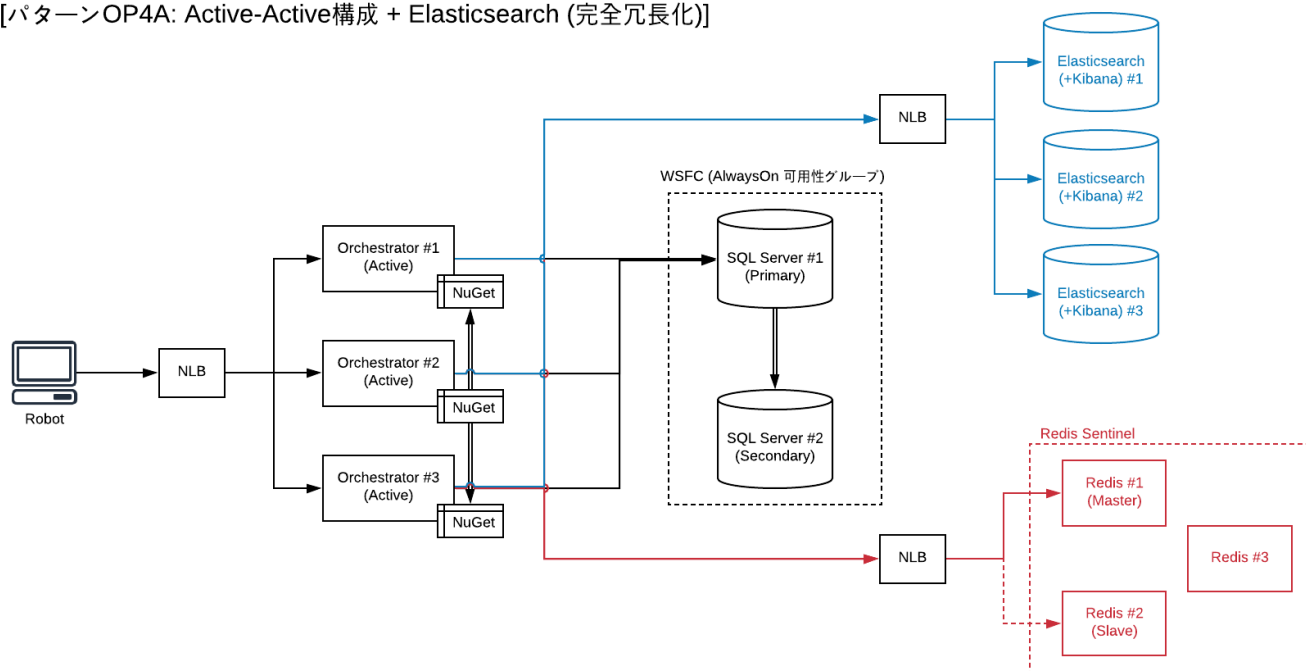 [パターンOP4A: Active-Active構成 + Elasticsearch (完全冗長化)]
Elasticsearch
(+Kibana) #1
NLB
Elasticsearch
(+Kibana) #2
WSFC (AlwaysOn 可用性グループ)
Orchestrator #1
(Active)
NuGet
SQL Server #1
(Primary)
Elasticsearch
(+Kibana) #3
Robot
NLB
Orchestrator #2
(Active)
NuGet
SQL Server #2
(Secondary)
Orchestrator #3
(Active)
NuGet
Redis Sentinel
Redis #1
(Master)
NLB
Redis #3
Redis #2
(Slave)